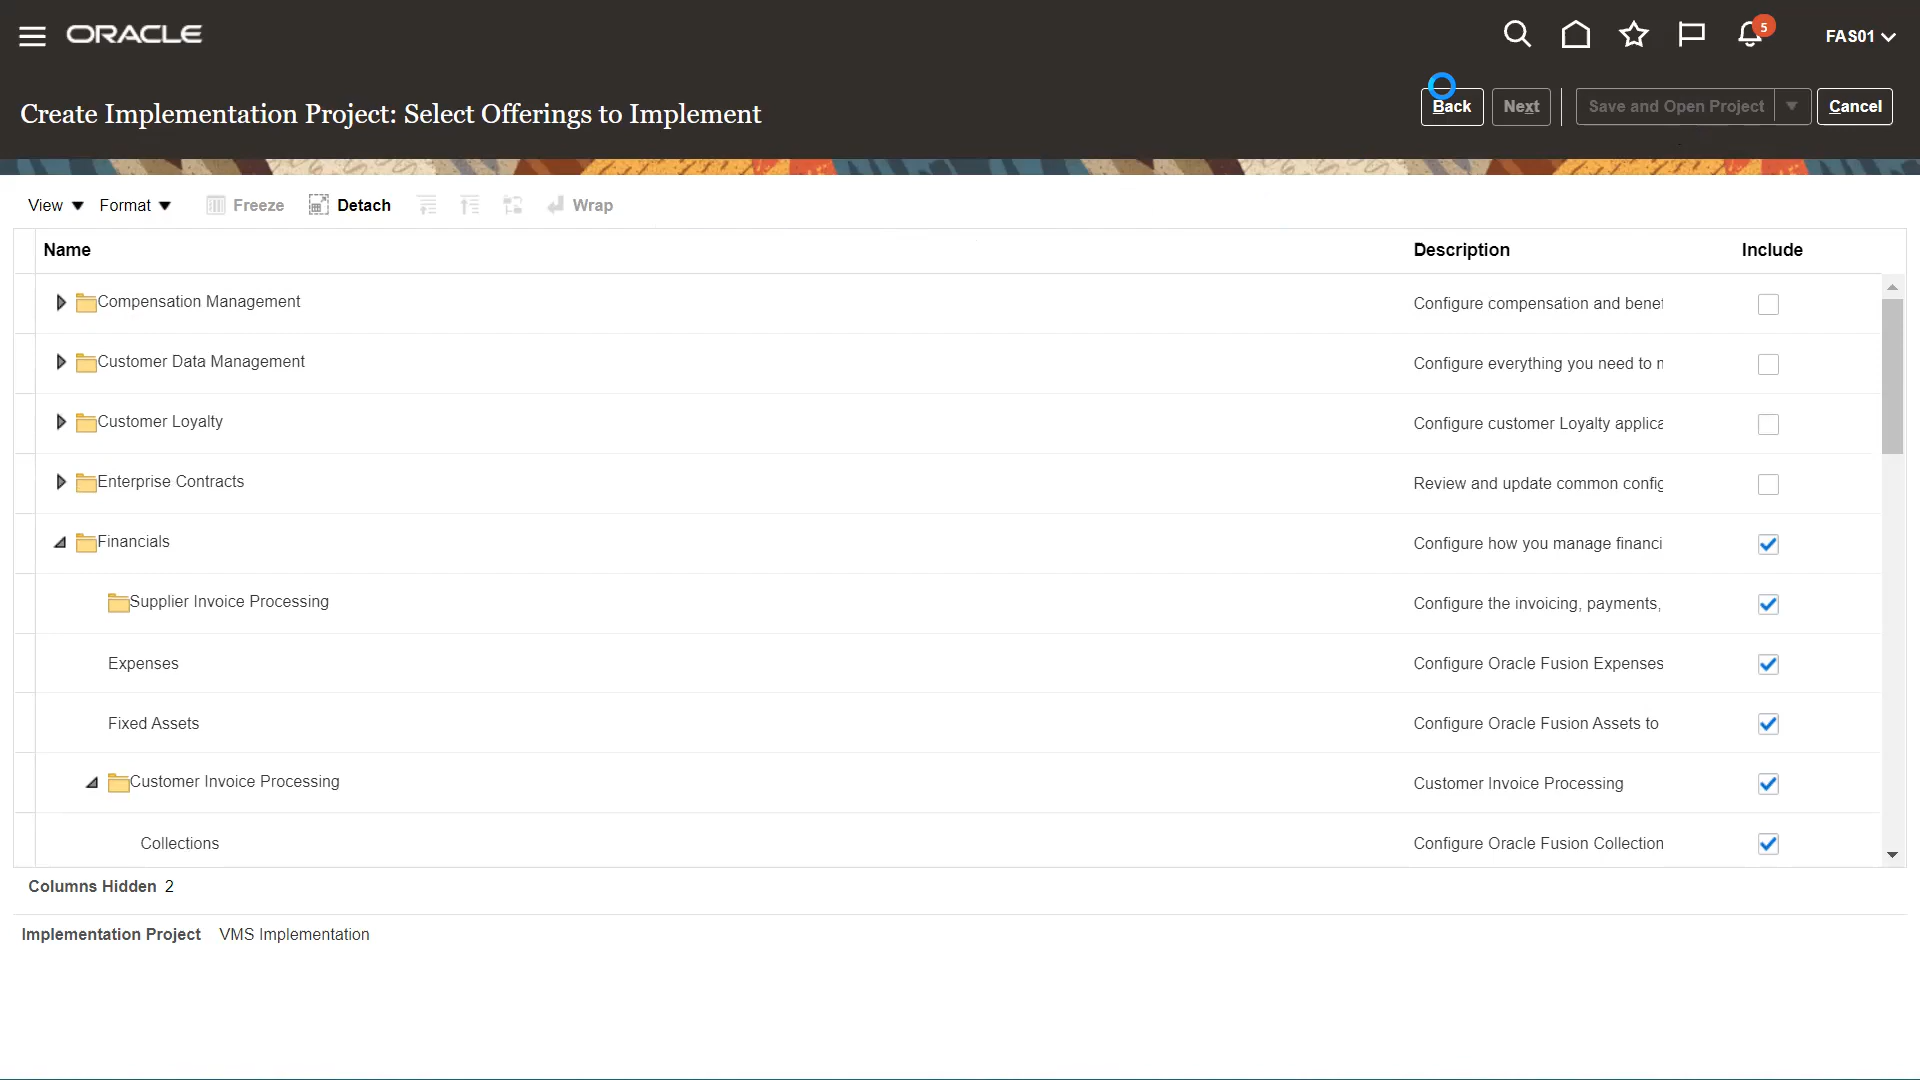 ORACLE
5
FAS01
Create Implementation Project: Select Offerings to Implement
Back Next Save and Open Project Cancel
View Format Freeze Detach Wrap
Name Description Include
Compensation Management Configure compensation and benef
Customer Data Management Configure everything you need to n
Customer Loyalty Configure customer Loyalty applica
Enterprise Contracts Review and update common config
Financials Configure how you manage financi
Supplier Invoice Processing Configure the invoicing, payments,
Expenses Configure Oracle Fusion Expenses
Fixed Assets Configure Oracle Fusion Assets to
Customer Invoice Processing Customer Invoice Processing
Collections Configure Oracle Fusion Collection
Columns Hidden 2
Implementation Project VMS Implementation